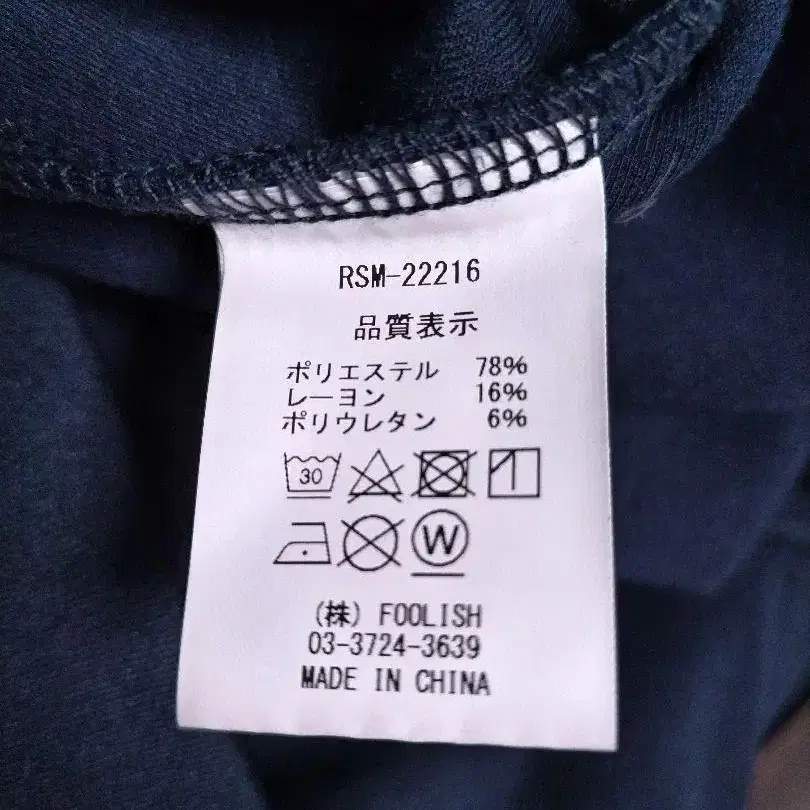 RSM-22216
品質表示
ポリエステル 78%
レーヨン 16%
ポリウレタン 6%
30
W
(株) FOOLISH
03-3724-3639
MADE IN CHINA